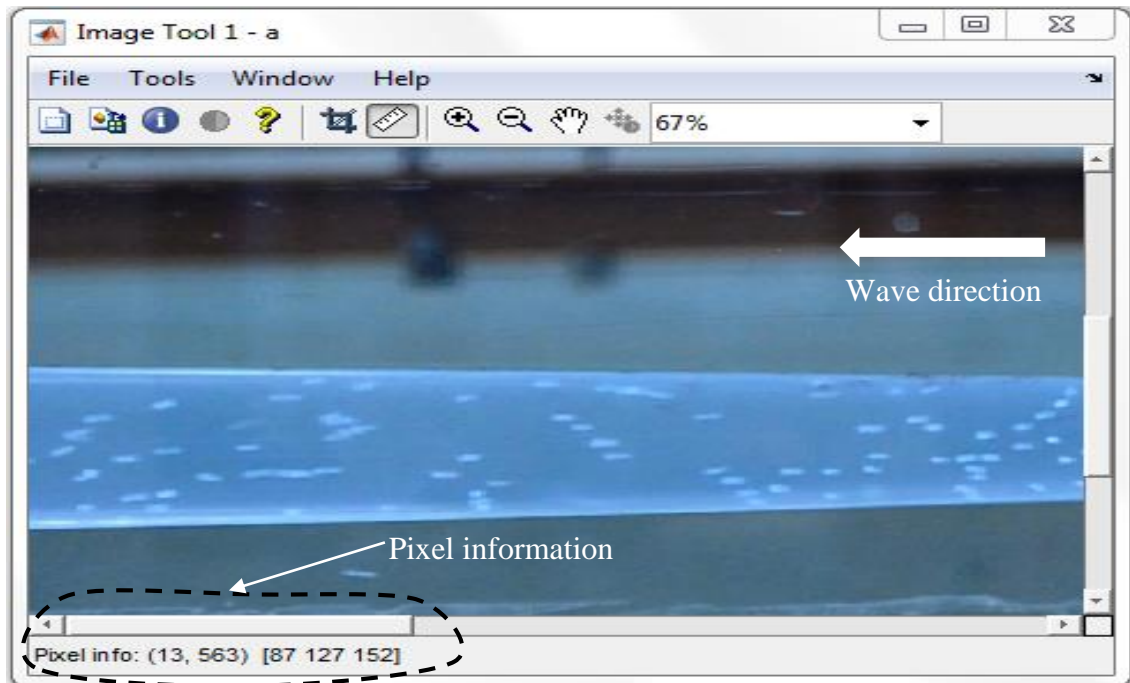 Image Tool 1 - a
File Tools Window Help
67%
Wave direction
Pixel information
Pixel info: (13, 563) [87 127 152]